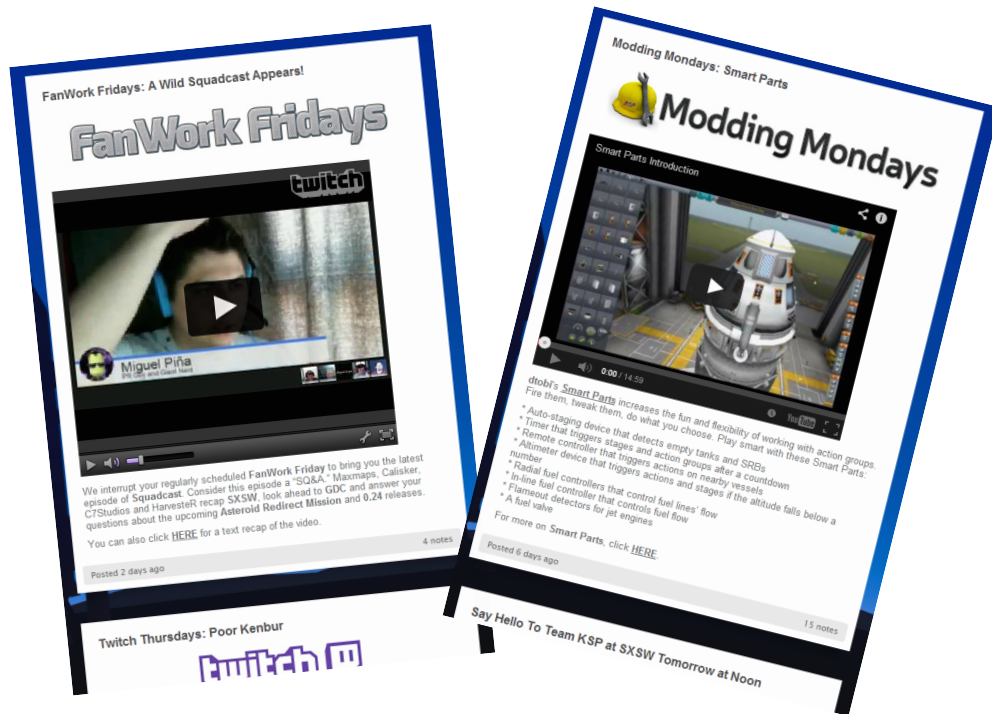 FanWork Fridays: A Wild Squadcast Appears!
FanWork Fridays
twitch
Miguel Piña
PR Guy and Giant Nerd
We interrupt your regularly scheduled FanWork Friday to bring you the latest
episode of Squadcast. Consider this episode a "SQ&A." Maxmaps, Calisker,
C7Studios and HarvesteR recap SXSW, look ahead to GDC and answer your
questions about the upcoming Asteroid Redirect Mission and 0.24 releases.
You can also click HERE for a text recap of the video.
Posted 2 days ago
4 notes
Twitch Thursdays: Poor Kenbur
twitch
Modding Mondays: Smart Parts
KSP
Modding Mondays
Smart Parts Introduction
0:00 / 14:59
YouTube
dtobi's Smart Parts increases the fun and flexibility of working with action groups.
Fire them, tweak them, do what you choose. Play smart with these Smart Parts:
* Auto-staging device that detects empty tanks and SRBs
* Timer that triggers stages and action groups after a countdown
* Remote controller that triggers actions on nearby vessels
* Altimeter device that triggers actions and stages if the altitude falls below a
number
* Radial fuel controllers that control fuel lines' flow
* In-line fuel controller that controls fuel flow
* Flameout detectors for jet engines
* A fuel valve
For more on Smart Parts, click HERE
Posted 6 days ago
15 notes
Say Hello To Team KSP at SXSW Tomorrow at Noon